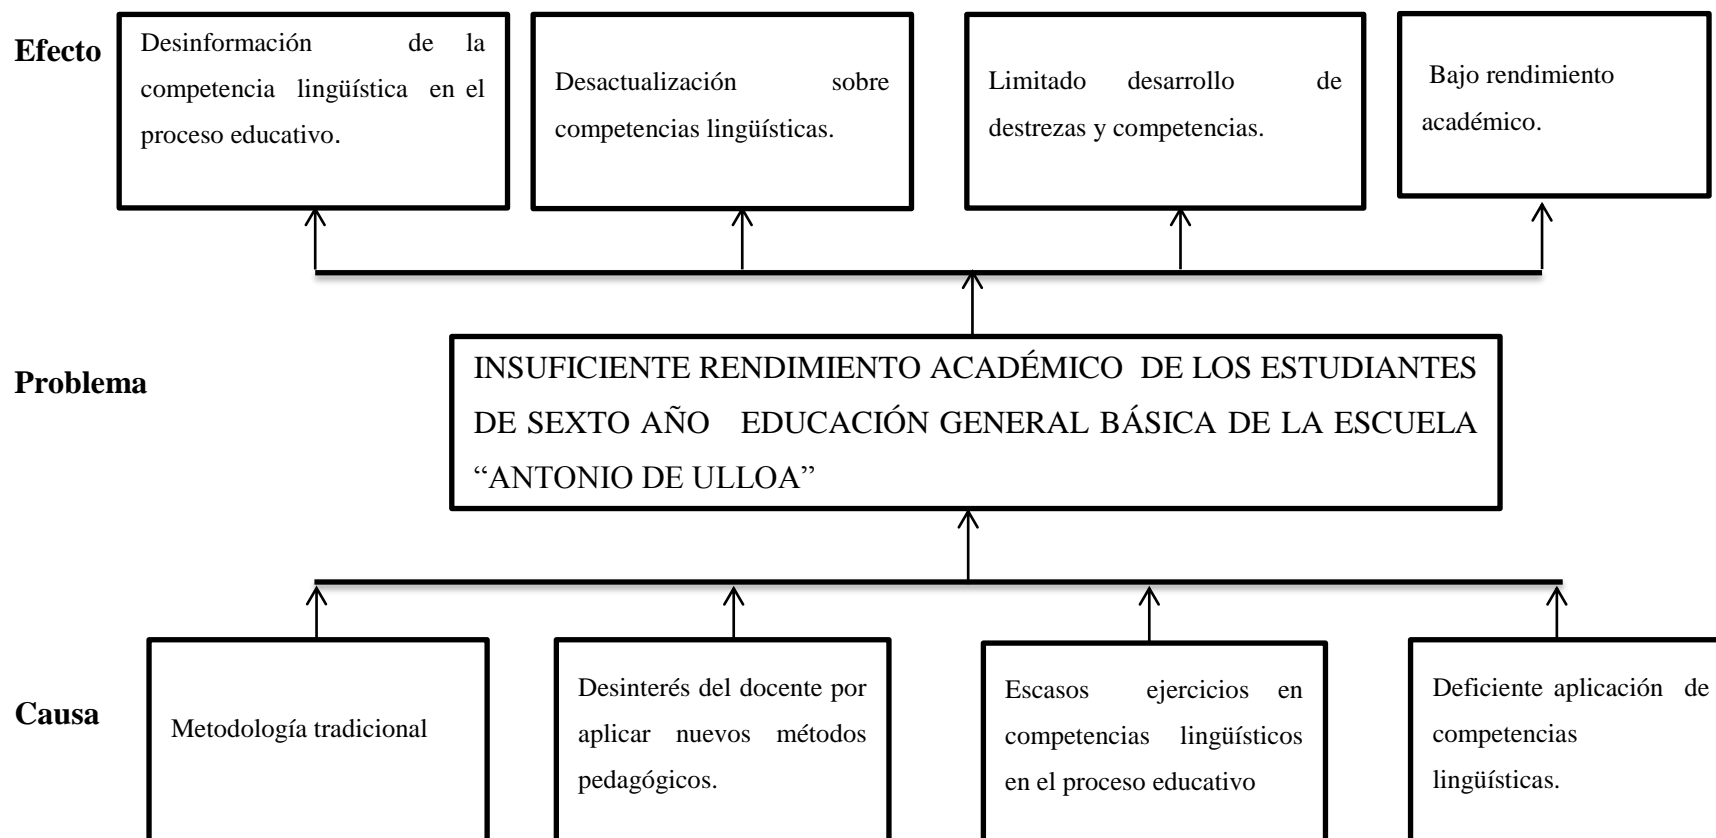 Efecto
Desinformación de la
competencia lingüística en el
proceso educativo.
Desactualización sobre
competencias lingüísticas.
Limitado desarrollo de
destrezas y competencias.
Bajo rendimiento
académico.
Problema
INSUFICIENTE RENDIMIENTO ACADÉMICO DE LOS ESTUDIANTES
DE SEXTO AÑO EDUCACIÓN GENERAL BÁSICA DE LA ESCUELA
“ANTONIO DE ULLOA”
Causa
Metodología tradicional
Desinterés del docente por
aplicar nuevos métodos
pedagógicos.
Escasos ejercicios en
competencias lingüísticos
en el proceso educativo
Deficiente aplicación de
competencias
lingüísticas.